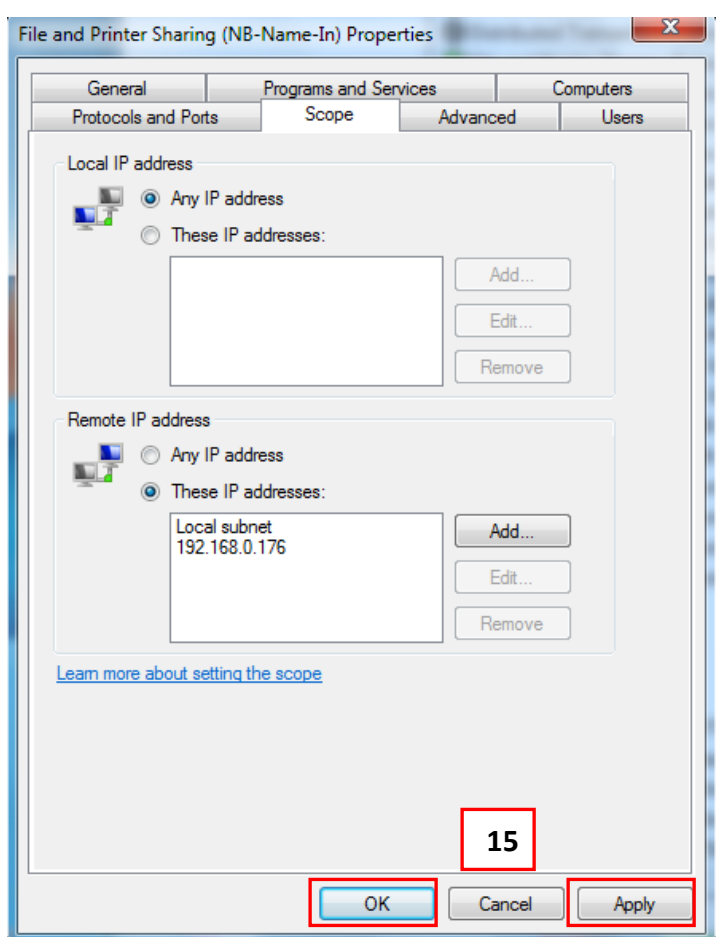 File and Printer Sharing (NB-Name-In) Properties
General Programs and Services Computers
Protocols and Ports Scope Advanced Users
Local IP address
Any IP address
These IP addresses:
Add...
Edit...
Remove
Remote IP address
Any IP address
These IP addresses:
Local subnet
192.168.0.176
Add...
Edit...
Remove
Learn more about setting the scope
15
OK Cancel Apply